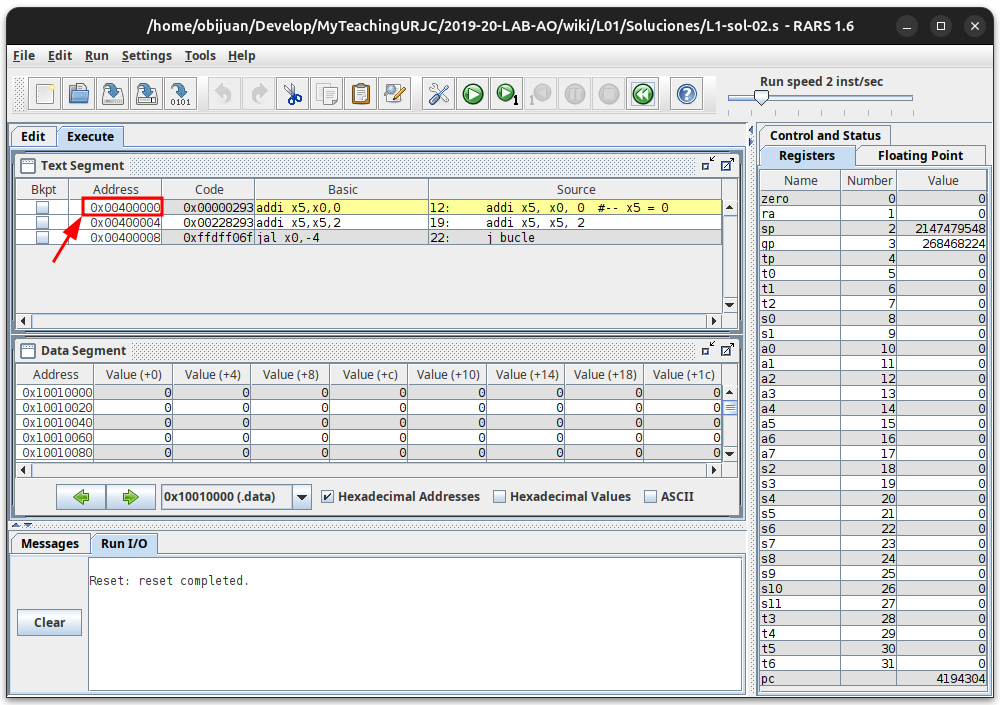 /home/obijuan/Develop/MyTeachingURJC/2019-20-LAB-AO/wiki/L01/Soluciones/L1-sol-02.s - RARS 1.6
File Edit Run Settings Tools Help
0101
1
1
Run speed 2 inst/sec
Edit Execute
Text Segment
Bkpt Address Code Basic Source
0x00400000 0x00000293 addi x5,x0,0 12: addi x5, x0, 0 #-- x5 = 0
0x00400004 0x00228293 addi x5,x5,2 19: addi x5, x5, 2
0x00400008 0xffdff06f jal x0,-4 22: j bucle
Data Segment
Address Value (+0) Value (+4) Value (+8) Value (+c) Value (+10) Value (+14) Value (+18) Value (+1c)
0x10010000 0 0 0 0 0 0 0 0
0x10010020 0 0 0 0 0 0 0 0
0x10010040 0 0 0 0 0 0 0 0
0x10010060 0 0 0 0 0 0 0 0
0x10010080 0 0 0 0 0 0 0 0
0x10010000 (.data) Hexadecimal Addresses Hexadecimal Values ASCII
Messages Run I/O
Reset: reset completed.
Clear
Control and Status
Registers Floating Point
Name Number Value
zero 0 0
ra 1 0
sp 2 2147479548
gp 3 268468224
tp 4 0
t0 5 0
t1 6 0
t2 7 0
s0 8 0
s1 9 0
a0 10 0
a1 11 0
a2 12 0
a3 13 0
a4 14 0
a5 15 0
a6 16 0
a7 17 0
s2 18 0
s3 19 0
s4 20 0
s5 21 0
s6 22 0
s7 23 0
s8 24 0
s9 25 0
s10 26 0
s11 27 0
t3 28 0
t4 29 0
t5 30 0
t6 31 0
pc 4194304